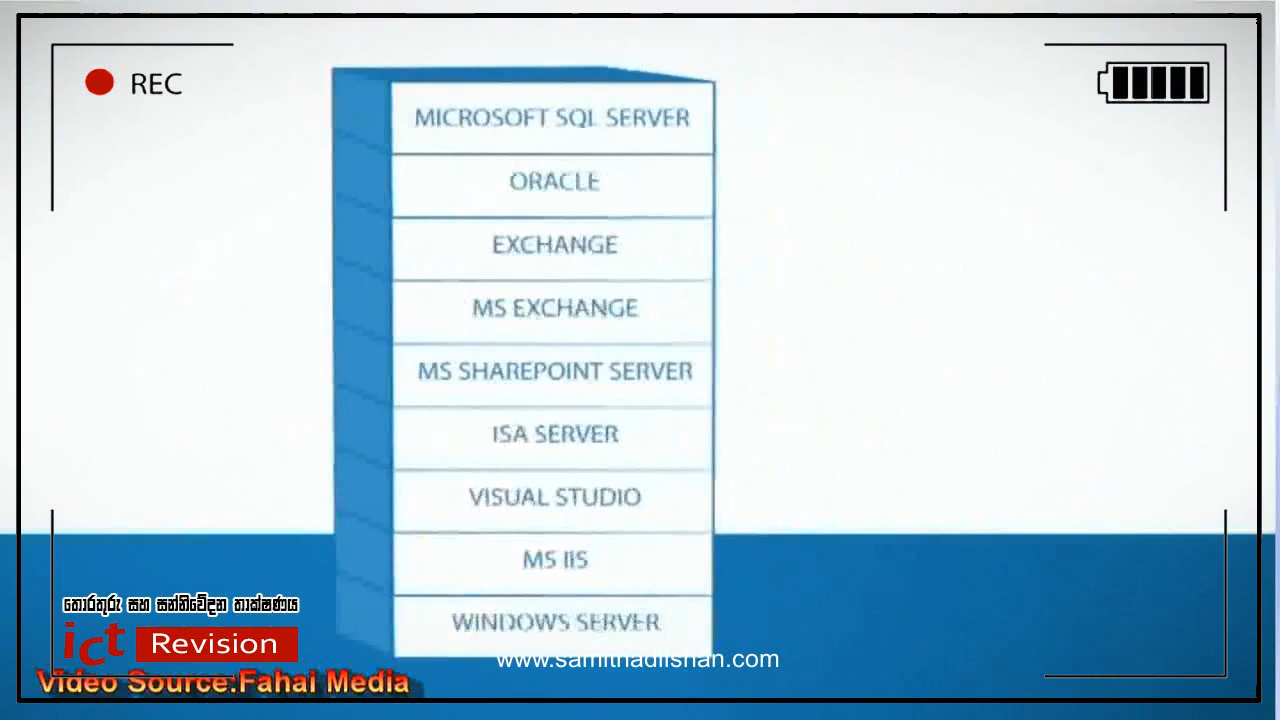 REC
MICROSOFT SQL SERVER
ORACLE
EXCHANGE
MS EXCHANGE
MS SHAREPOINT SERVER
ISA SERVER
VISUAL STUDIO
MS IIS
WINDOWS SERVER
තොරතුරු සහ සන්නිවේදන තාක්ෂණය
ict Revision
www.samithadilshan.com
Video Source:Fahal Media